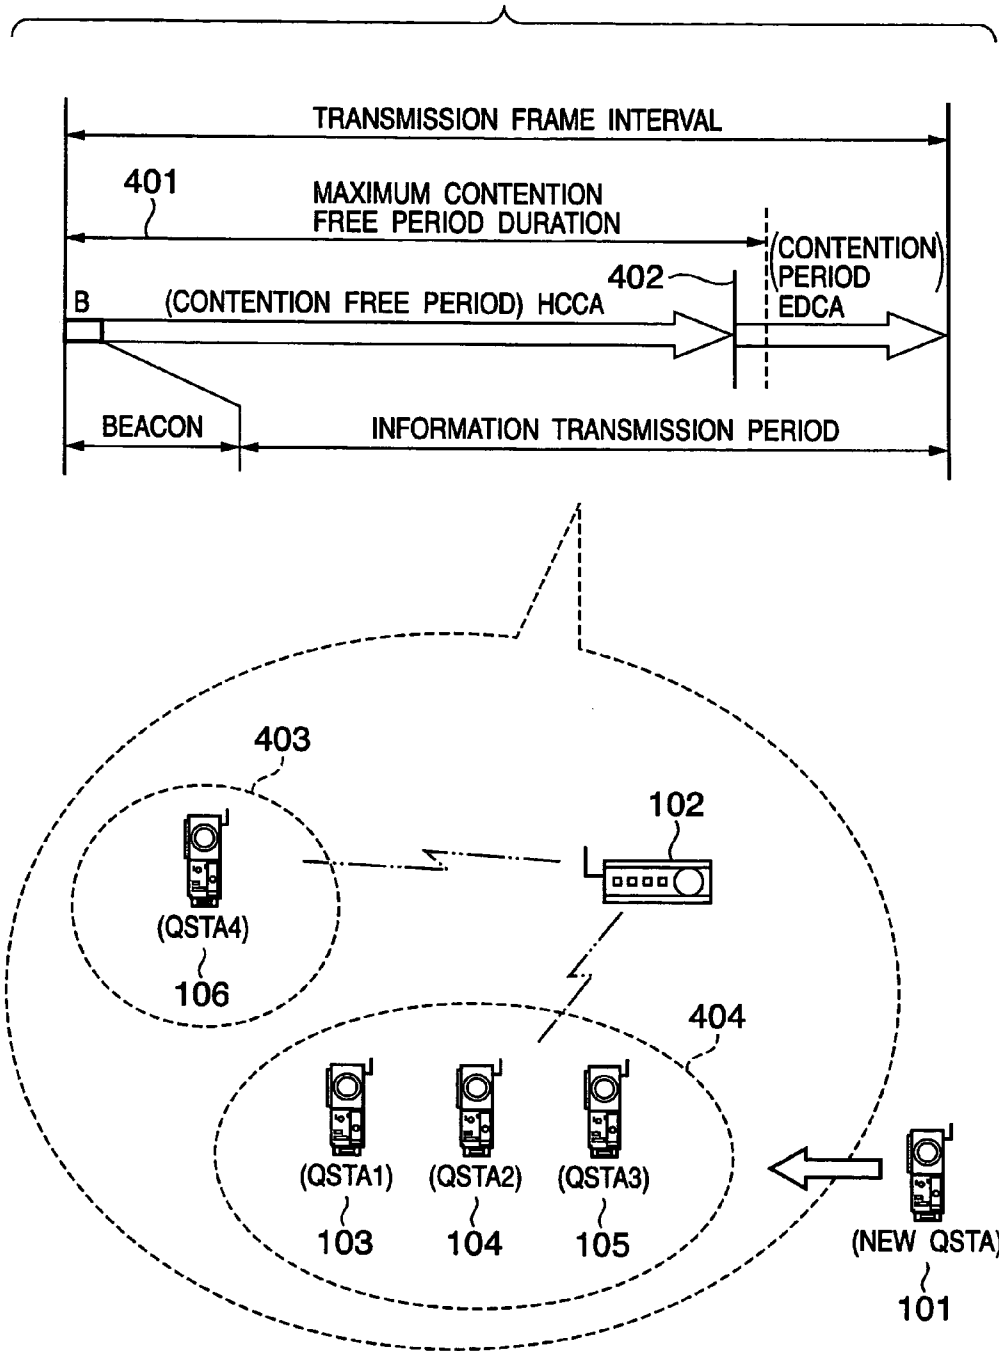 TRANSMISSION FRAME INTERVAL
401
MAXIMUM CONTENTION
FREE PERIOD DURATION
402
(CONTENTION)
PERIOD
EDCA
B
(CONTENTION FREE PERIOD) HCCA
BEACON
INFORMATION TRANSMISSION PERIOD
403
102
(QSTA4)
106
404
(QSTA1)
(QSTA2)
(QSTA3)
103
104
105
(NEW QSTA)
101